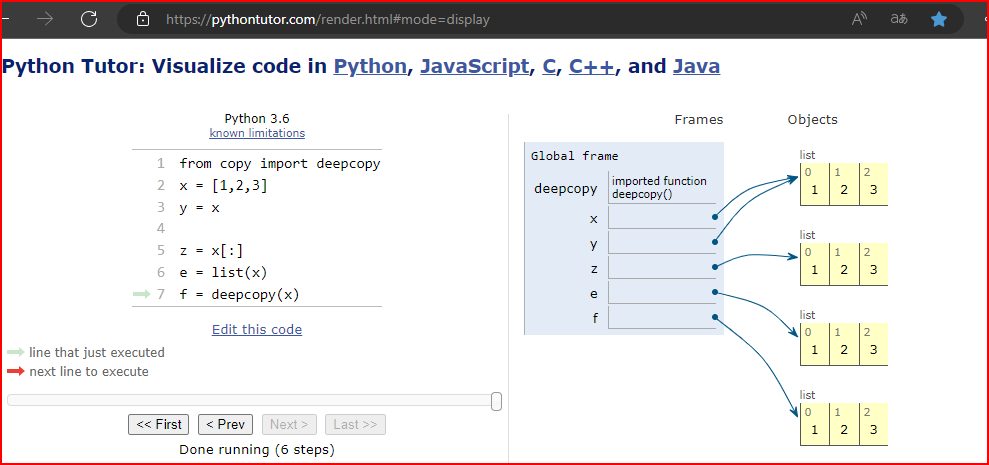 https://pythontutor.com/render.html#mode=display
Python Tutor: Visualize code in Python, JavaScript, C, C++, and Java
Python 3.6
known limitations
1 from copy import deepcopy
2 x = [1,2,3]
3 y = x
4
5 z = x[:]
6 e = list(x)
7 f = deepcopy(x)
Edit this code
line that just executed
next line to execute
<< First < Prev Next > Last >>
Done running (6 steps)
Frames Objects
Global frame
deepcopy imported function
deepcopy()
x
y
z
e
f
list
0 1 2
1 2 3
list
0 1 2
1 2 3
list
0 1 2
1 2 3
list
0 1 2
1 2 3